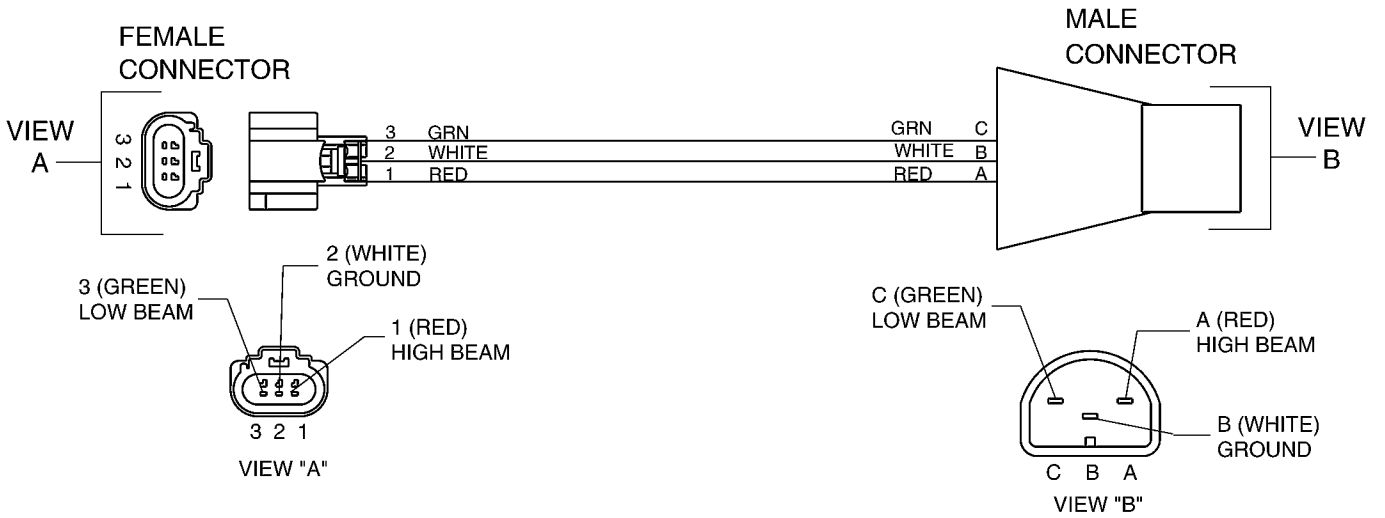 FEMALE
CONNECTOR
MALE
CONNECTOR
VIEW
A
3
2
1
3 GRN
2 WHITE
1 RED
GRN C
WHITE B
RED A
VIEW
B
2 (WHITE)
GROUND
3 (GREEN)
LOW BEAM
1 (RED)
HIGH BEAM
3 2 1
VIEW "A"
C (GREEN)
LOW BEAM
A (RED)
HIGH BEAM
B (WHITE)
GROUND
C B A
VIEW "B"